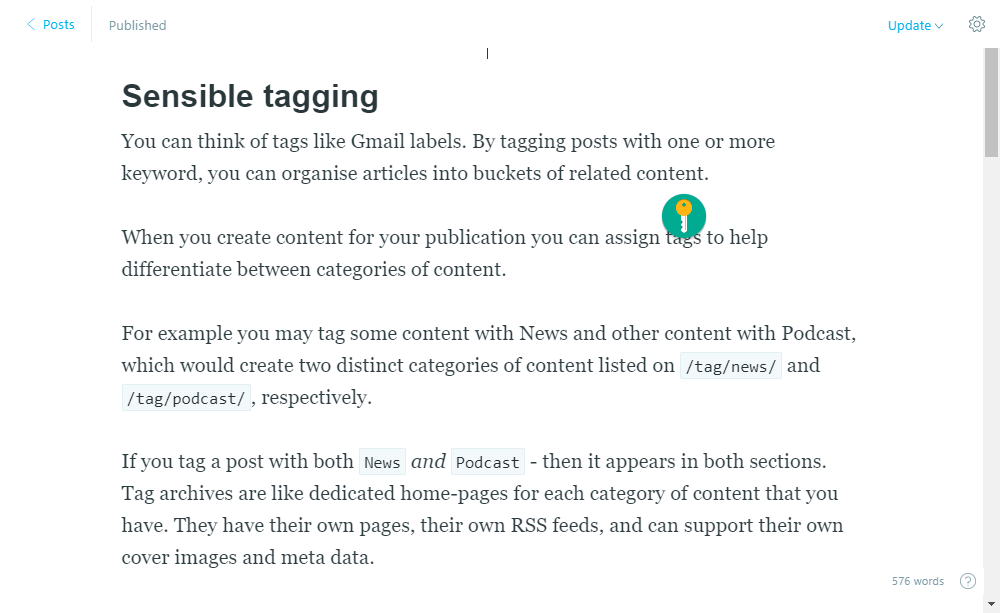 Posts
Published
Update
Sensible tagging
You can think of tags like Gmail labels. By tagging posts with one or more
keyword, you can organise articles into buckets of related content.
When you create content for your publication you can assign tags to help
differentiate between categories of content.
For example you may tag some content with News and other content with Podcast,
which would create two distinct categories of content listed on /tag/news/ and
/tag/podcast/, respectively.
If you tag a post with both News and Podcast - then it appears in both sections.
Tag archives are like dedicated home-pages for each category of content that you
have. They have their own pages, their own RSS feeds, and can support their own
cover images and meta data.
576 words
?